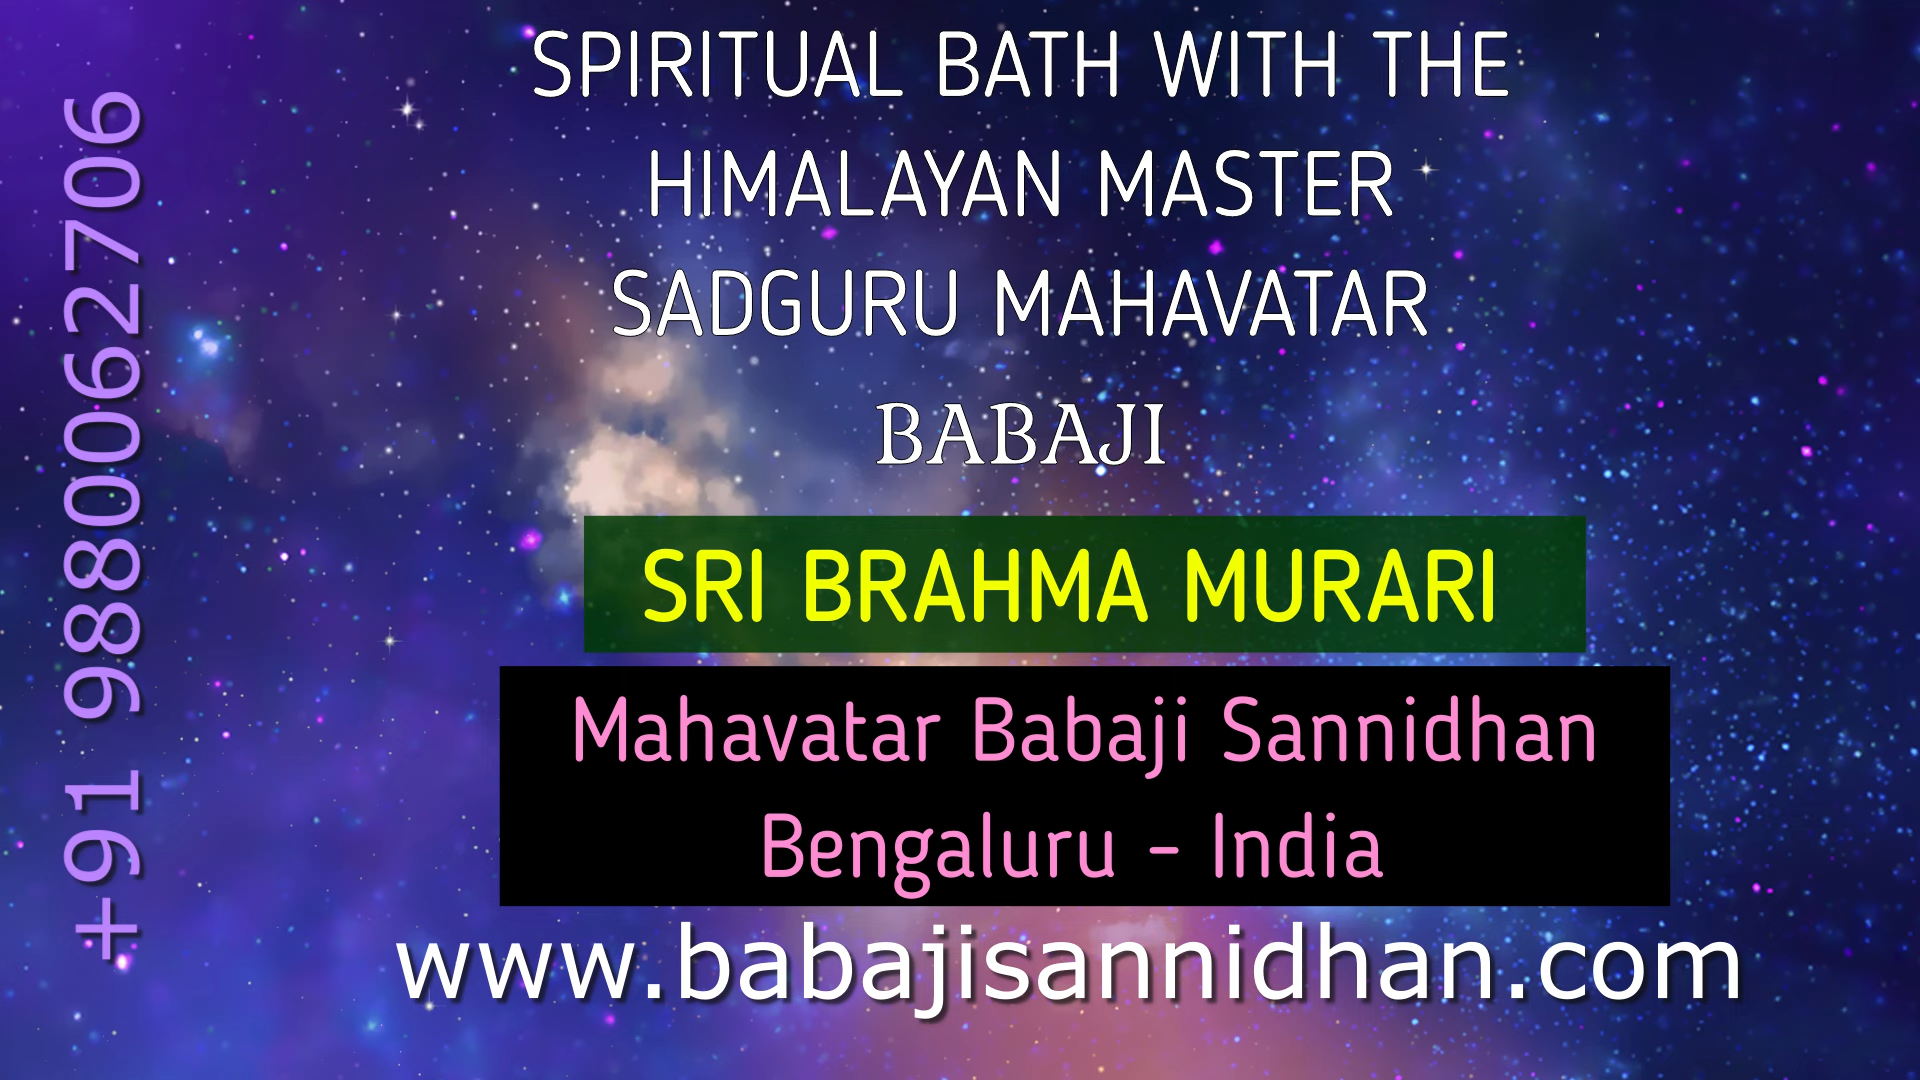 SPIRITUAL BATH WITH THE
HIMALAYAN MASTER
SADGURU MAHAVATAR
BABAJI
SRI BRAHMA MURARI
Mahavatar Babaji Sannidhan
Bengaluru - India
www.babajisannidhan.com
+91 9880062706